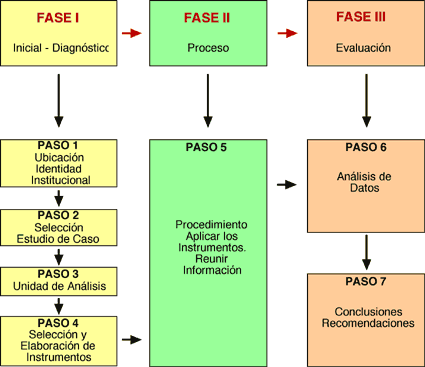 FASE I
Inicial - Diagnóstico
FASE II
Proceso
FASE III
Evaluación
PASO 1
Ubicación
Identidad
Institucional
PASO 2
Selección
Estudio de Caso
PASO 3
Unidad de Análisis
PASO 4
Selección y
Elaboración de
Instrumentos
PASO 5
Procedimiento
Aplicar los
Instrumentos.
Reunir
Información
PASO 6
Análisis de
Datos
PASO 7
Conclusiones
Recomendaciones